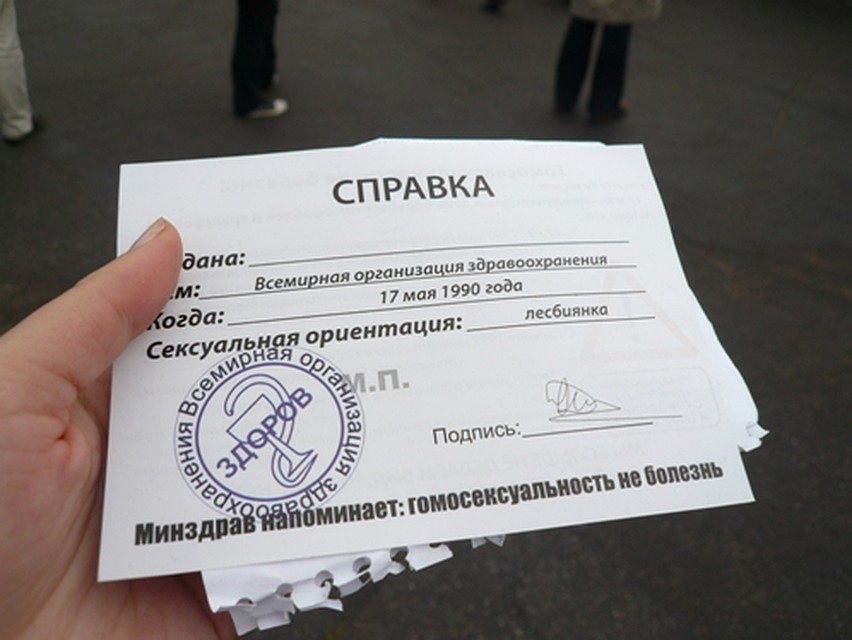 СПРАВКА
дана:
м: Всемирная организация здравоохранения
Когда: 17 мая 1990 года
Сексуальная ориентация: лесбиянка
м.п.
Всемирная организация здравоохранения
ЗДОРОВ
Подпись:
Минздрав напоминает: гомосексуальность не болезнь